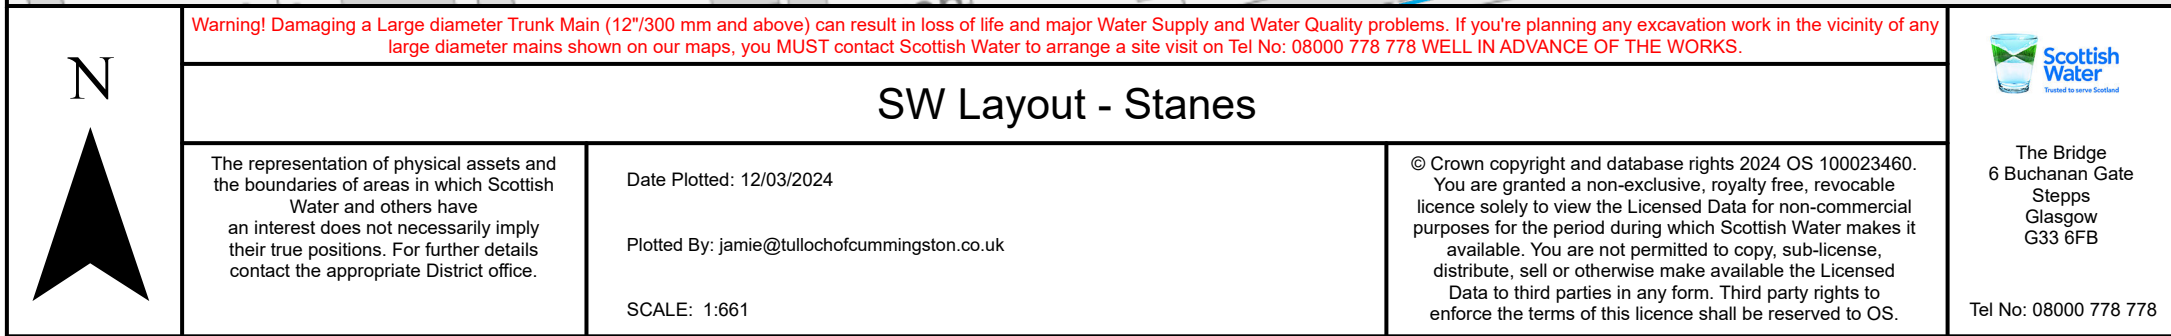 Warning! Damaging a Large diameter Trunk Main (12"/300 mm and above) can result in loss of life and major Water Supply and Water Quality problems. If you're planning any excavation work in the vicinity of any
large diameter mains shown on our maps, you MUST contact Scottish Water to arrange a site visit on Tel No: 08000 778 778 WELL IN ADVANCE OF THE WORKS.
N
SW Layout - Stanes
The representation of physical assets and
the boundaries of areas in which Scottish
Water and others have
an interest does not necessarily imply
their true positions. For further details
contact the appropriate District office.
Date Plotted: 12/03/2024
Plotted By: jamie@tullochofcummingston.co.uk
SCALE: 1:661
© Crown copyright and database rights 2024 OS 100023460.
You are granted a non-exclusive, royalty free, revocable
licence solely to view the Licensed Data for non-commercial
purposes for the period during which Scottish Water makes it
available. You are not permitted to copy, sub-license,
distribute, sell or otherwise make available the Licensed
Data to third parties in any form. Third party rights to
enforce the terms of this licence shall be reserved to OS.
Scottish
Water
Trusted to serve Scotland
The Bridge
6 Buchanan Gate
Stepps
Glasgow
G33 6FB
Tel No: 08000 778 778